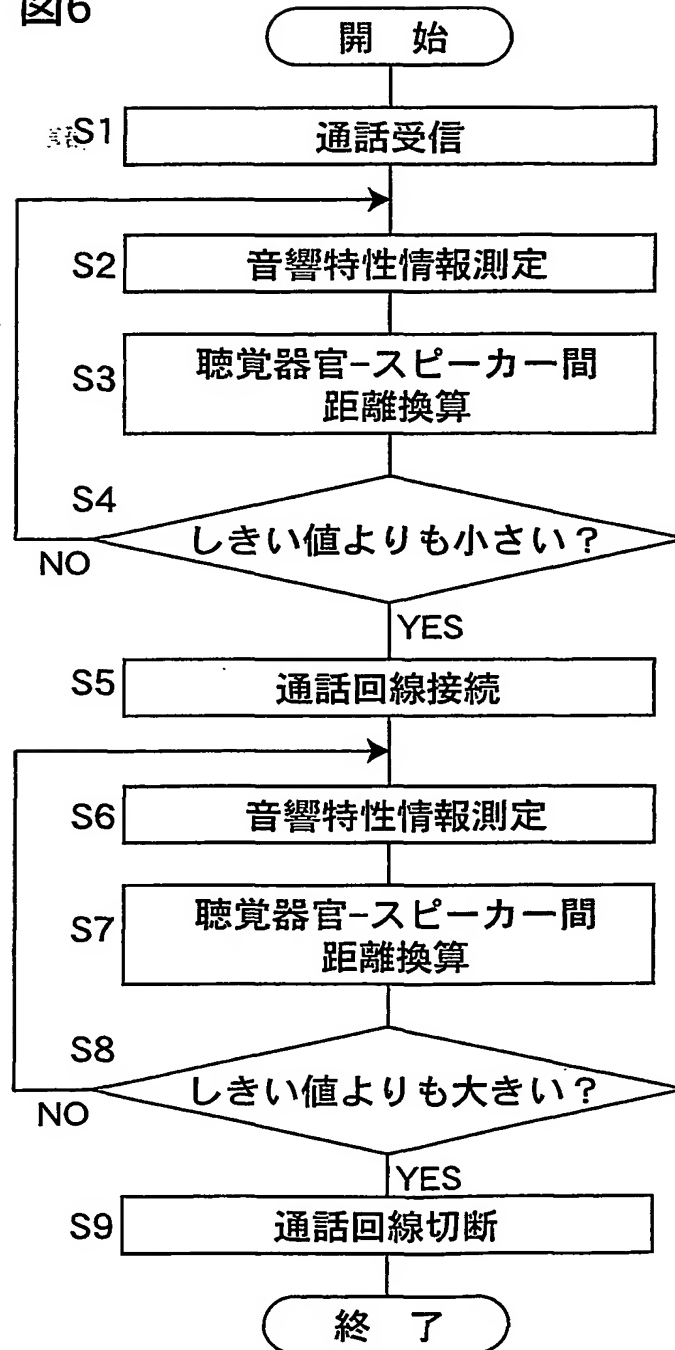 図6
開 始
S1 通話受信
S2 音響特性情報測定
S3 聴覚器官-スピーカー間
距離換算
S4
しきい値よりも小さい?
NO
YES
S5 通話回線接続
S6 音響特性情報測定
S7 聴覚器官-スピーカー間
距離換算
S8
しきい値よりも大きい?
NO
YES
S9 通話回線切断
終 了